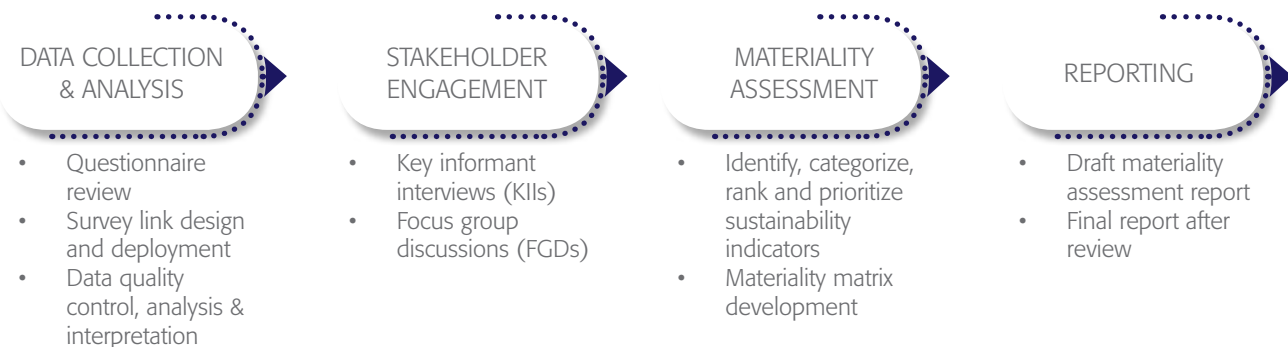 DATA COLLECTION
& ANALYSIS
• Questionnaire
review
• Survey link design
and deployment
• Data quality
control, analysis &
interpretation
STAKEHOLDER
ENGAGEMENT
• Key informant
interviews (KIIs)
• Focus group
discussions (FGDs)
MATERIALITY
ASSESSMENT
• Identify, categorize,
rank and prioritize
sustainability
indicators
• Materiality matrix
development
REPORTING
• Draft materiality
assessment report
• Final report after
review